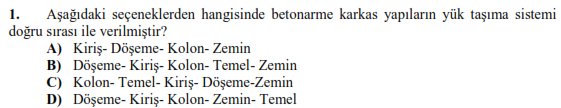 1. Aşağıdaki seçeneklerden hangisinde betonarme karkas yapıların yük taşıma sistemi
doğru sırası ile verilmiştir?
A) Kiriş- Döşeme- Kolon- Zemin
B) Döşeme- Kiriş- Kolon- Temel- Zemin
C) Kolon- Temel- Kiriş- Döşeme-Zemin
D) Döşeme- Kiriş- Kolon- Zemin- Temel